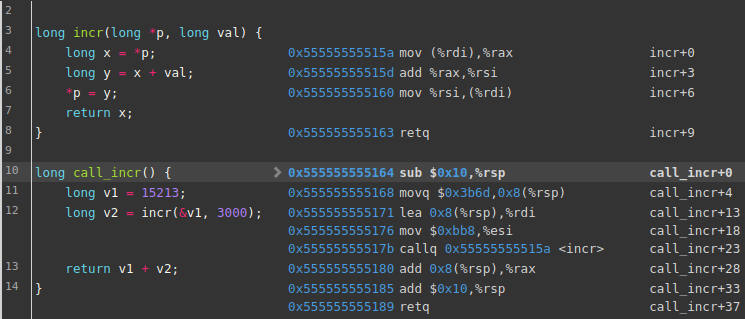 2
3 long incr(long *p, long val) {
4 long x = *p; 0x55555555515a mov (%rdi),%rax incr+0
5 long y = x + val; 0x55555555515d add %rax,%rsi incr+3
6 *p = y; 0x555555555160 mov %rsi,(%rdi) incr+6
7 return x;
8 } 0x555555555163 retq incr+9
9
10 long call_incr() { 0x555555555164 sub $0x10,%rsp call_incr+0
11 long v1 = 15213; 0x555555555168 movq $0x3b6d,0x8(%rsp) call_incr+4
12 long v2 = incr(&v1, 3000); 0x555555555171 lea 0x8(%rsp),%rdi call_incr+13
0x555555555176 mov $0xbb8,%esi call_incr+18
0x55555555517b callq 0x55555555515a <incr> call_incr+23
13 return v1 + v2; 0x555555555180 add 0x8(%rsp),%rax call_incr+28
14 } 0x555555555185 add $0x10,%rsp call_incr+33
0x555555555189 retq call_incr+37